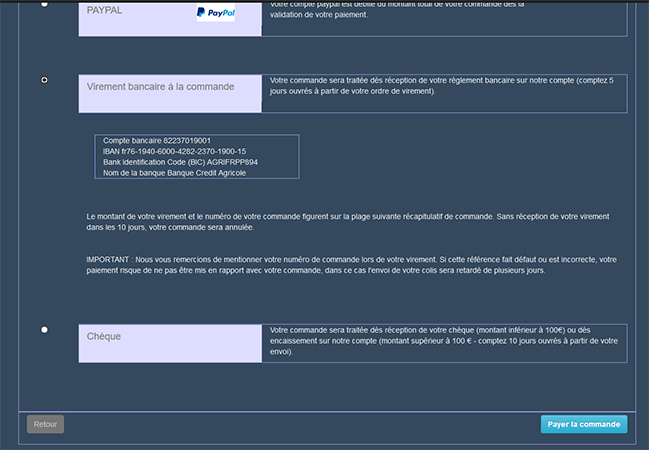 PAYPAL
PayPal
Votre compte paypal est débité du montant total de votre commande dès la
validation de votre paiement.
Virement bancaire à la commande
Votre commande sera traitée dès réception de votre règlement bancaire sur notre compte (comptez 5
jours ouvrés à partir de votre ordre de virement).
Compte bancaire 82237019001
IBAN fr76-1940-6000-4282-2370-1900-15
Bank Identification Code (BIC) AGRIFRPP894
Nom de la banque Banque Credit Agricole
Le montant de votre virement et le numéro de votre commande figurent sur la plage suivante récapitulatif de commande. Sans réception de votre virement
dans les 10 jours, votre commande sera annulée.
IMPORTANT : Nous vous remercions de mentionner votre numéro de commande lors de votre virement. Si cette référence fait défaut ou est incorrecte, votre
paiement risque de ne pas être mis en rapport avec votre commande, dans ce cas l'envoi de votre colis sera retardé de plusieurs jours.
Chèque
Votre commande sera traitée dès réception de votre chèque (montant inférieur à 100€) ou dès
encaissement sur notre compte (montant supérieur à 100 € - comptez 10 jours ouvrés à partir de votre
envoi).
Retour
Payer la commande